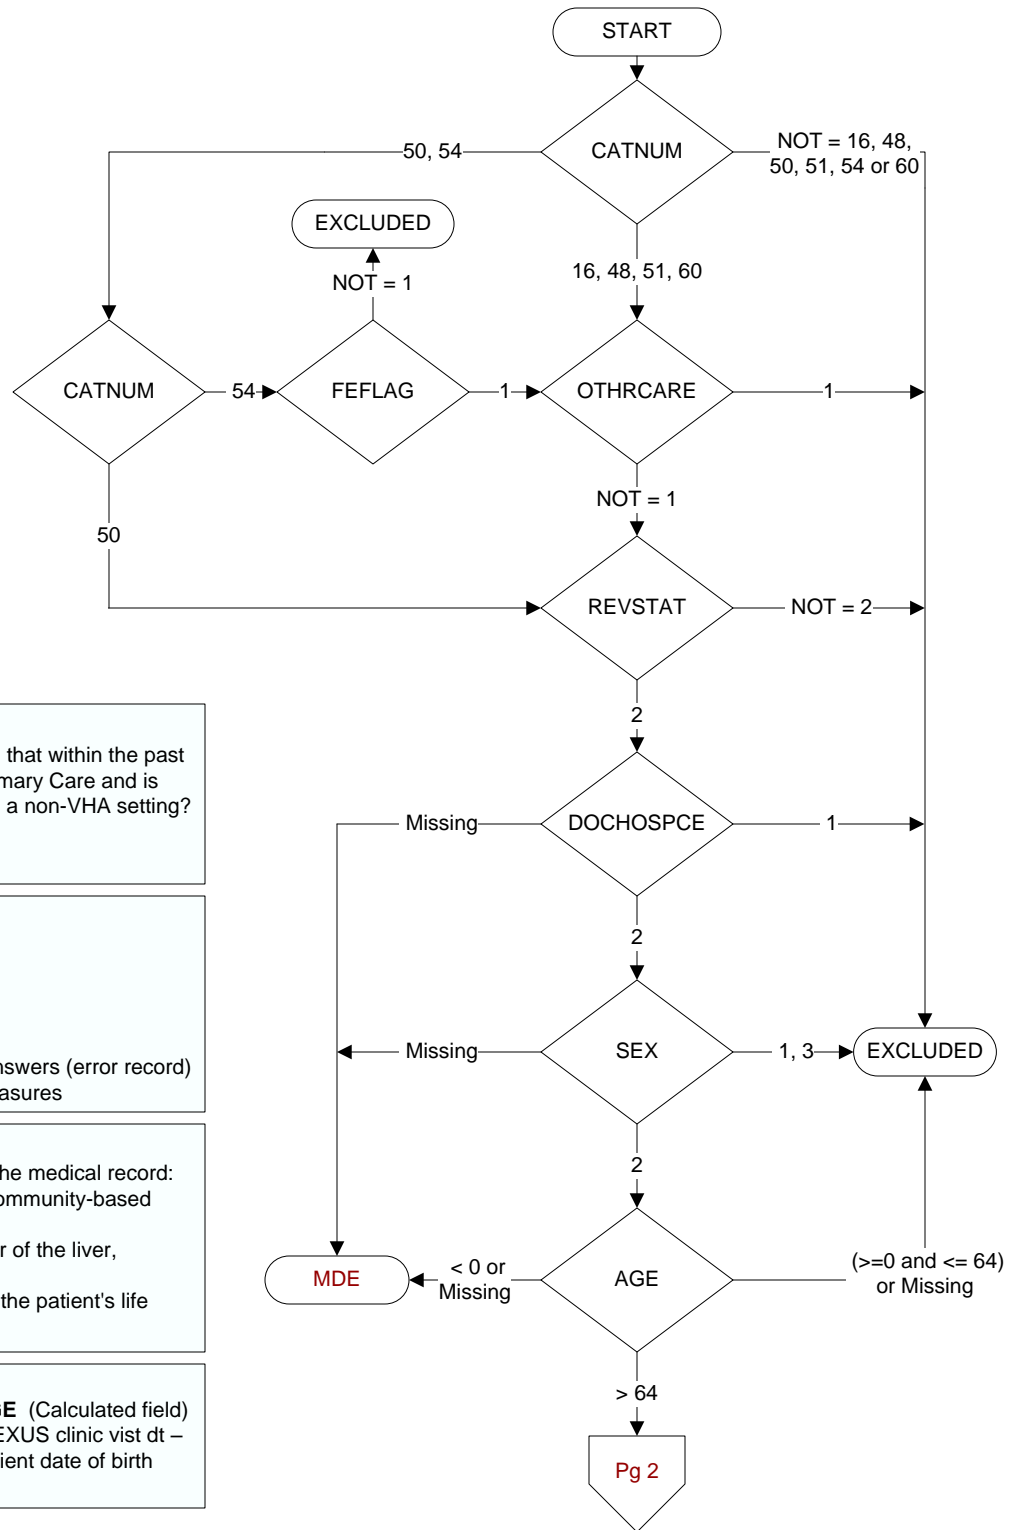 START
CATNUM
50, 54
NOT = 16, 48,
50, 51, 54 or 60
EXCLUDED
NOT = 1
16, 48, 51, 60
CATNUM
54
FEFLAG
1
OTHRCARE
1
NOT = 1
50
REVSTAT
NOT = 2
2
that within the past
mary Care and is
a non-VHA setting?
Missing
DOCHOSPCE
1
2
nswers (error record)
asures
Missing
SEX
1, 3
EXCLUDED
2
he medical record:
ommunity-based
r of the liver,
the patient's life
MDE
< 0 or
Missing
AGE
(>=0 and <= 64)
or Missing
> 64
GE (Calculated field)
EXUS clinic vist dt –
ient date of birth
Pg 2